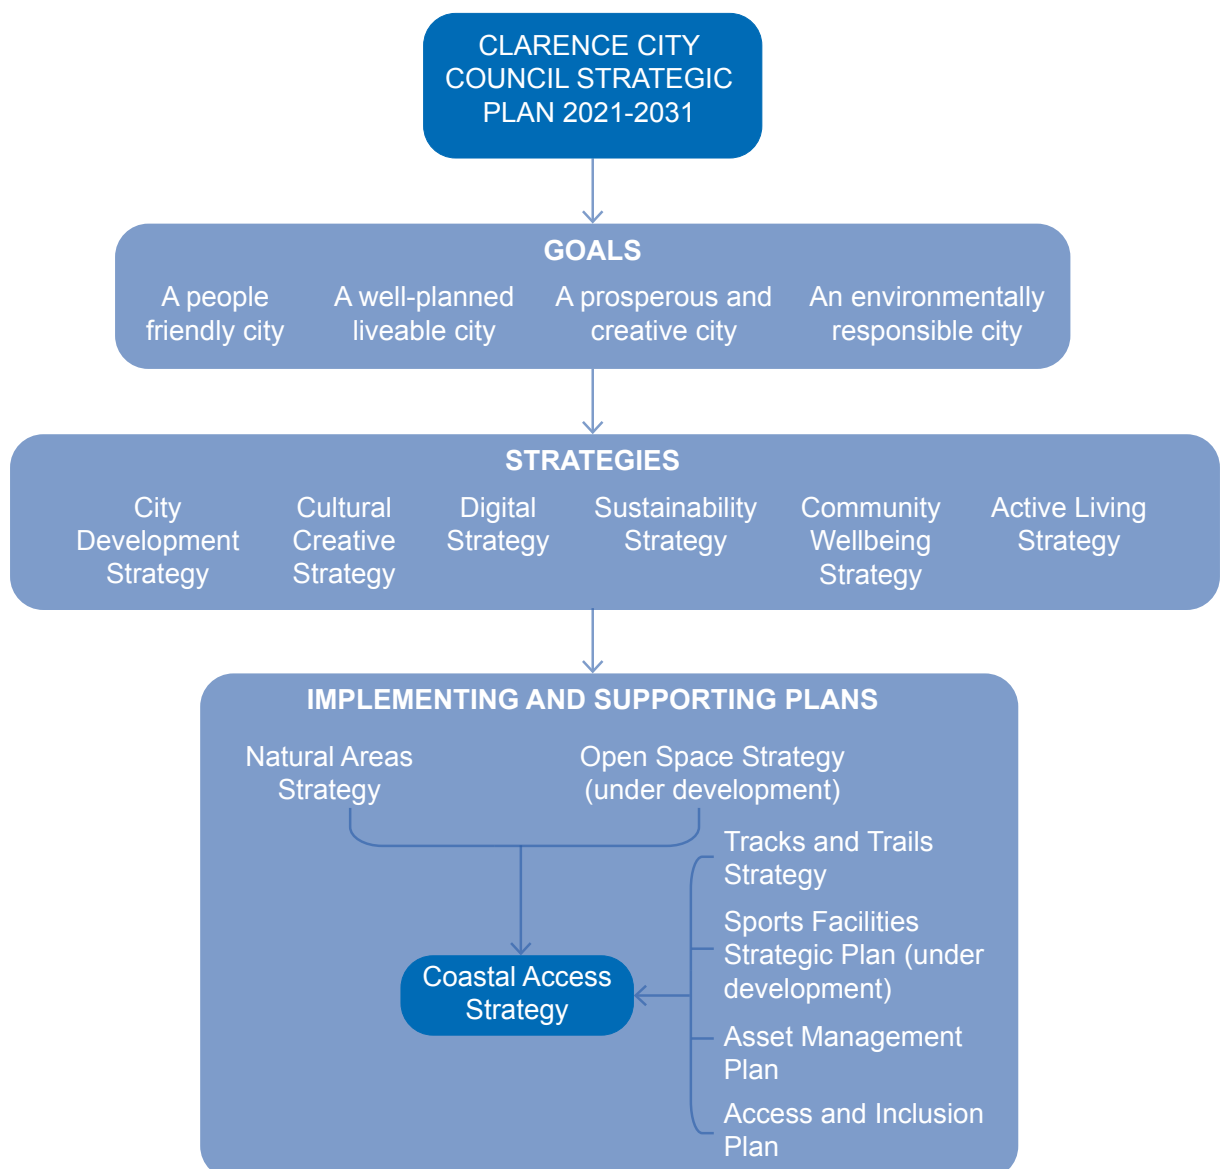 CLARENCE CITY
COUNCIL STRATEGIC
PLAN 2021-2031
GOALS
A people
friendly city
A well-planned
liveable city
A prosperous and
creative city
An environmentally
responsible city
STRATEGIES
City
Development
Strategy
Cultural
Creative
Strategy
Digital
Strategy
Sustainability
Strategy
Community
Wellbeing
Strategy
Active Living
Strategy
IMPLEMENTING AND SUPPORTING PLANS
Natural Areas
Strategy
Open Space Strategy
(under development)
Tracks and Trails
Strategy
Sports Facilities
Strategic Plan (under
development)
Asset Management
Plan
Access and Inclusion
Plan
Coastal Access
Strategy